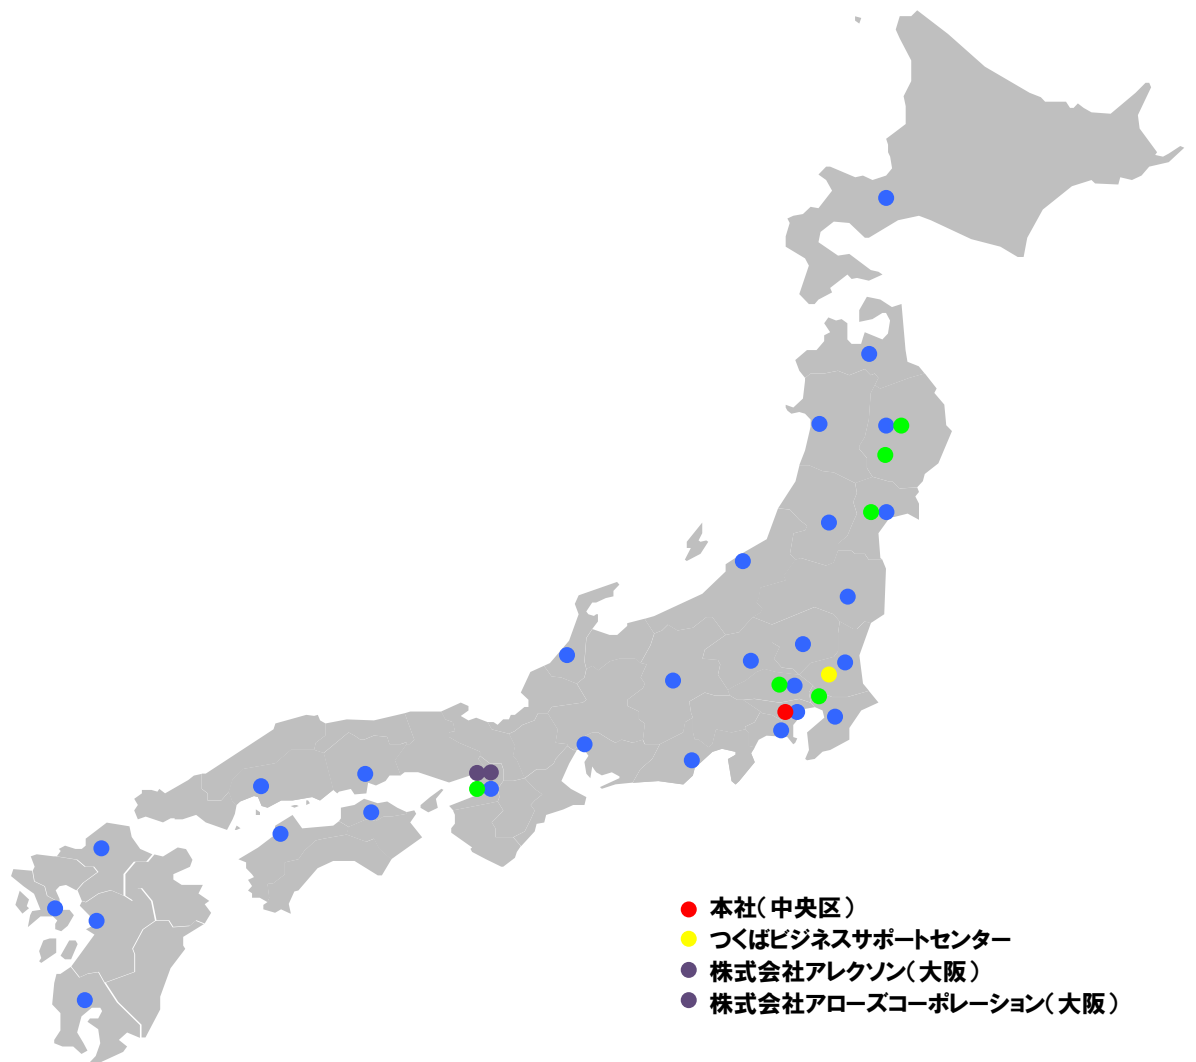 本社（中央区）
つくばビジネスサポートセンター
株式会社アレクソン（大阪）
株式会社アローズコーポレーション（大阪）